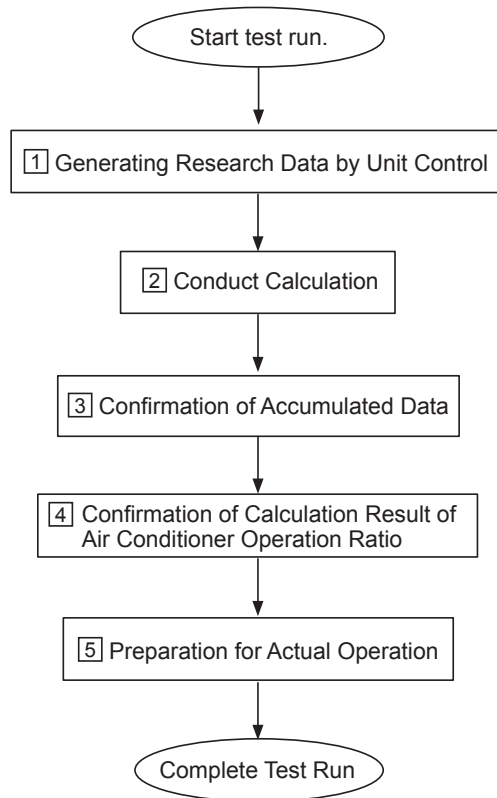 Start test run.
1 Generating Research Data by Unit Control
2 Conduct Calculation
3 Confirmation of Accumulated Data
4 Confirmation of Calculation Result of
Air Conditioner Operation Ratio
5 Preparation for Actual Operation
Complete Test Run